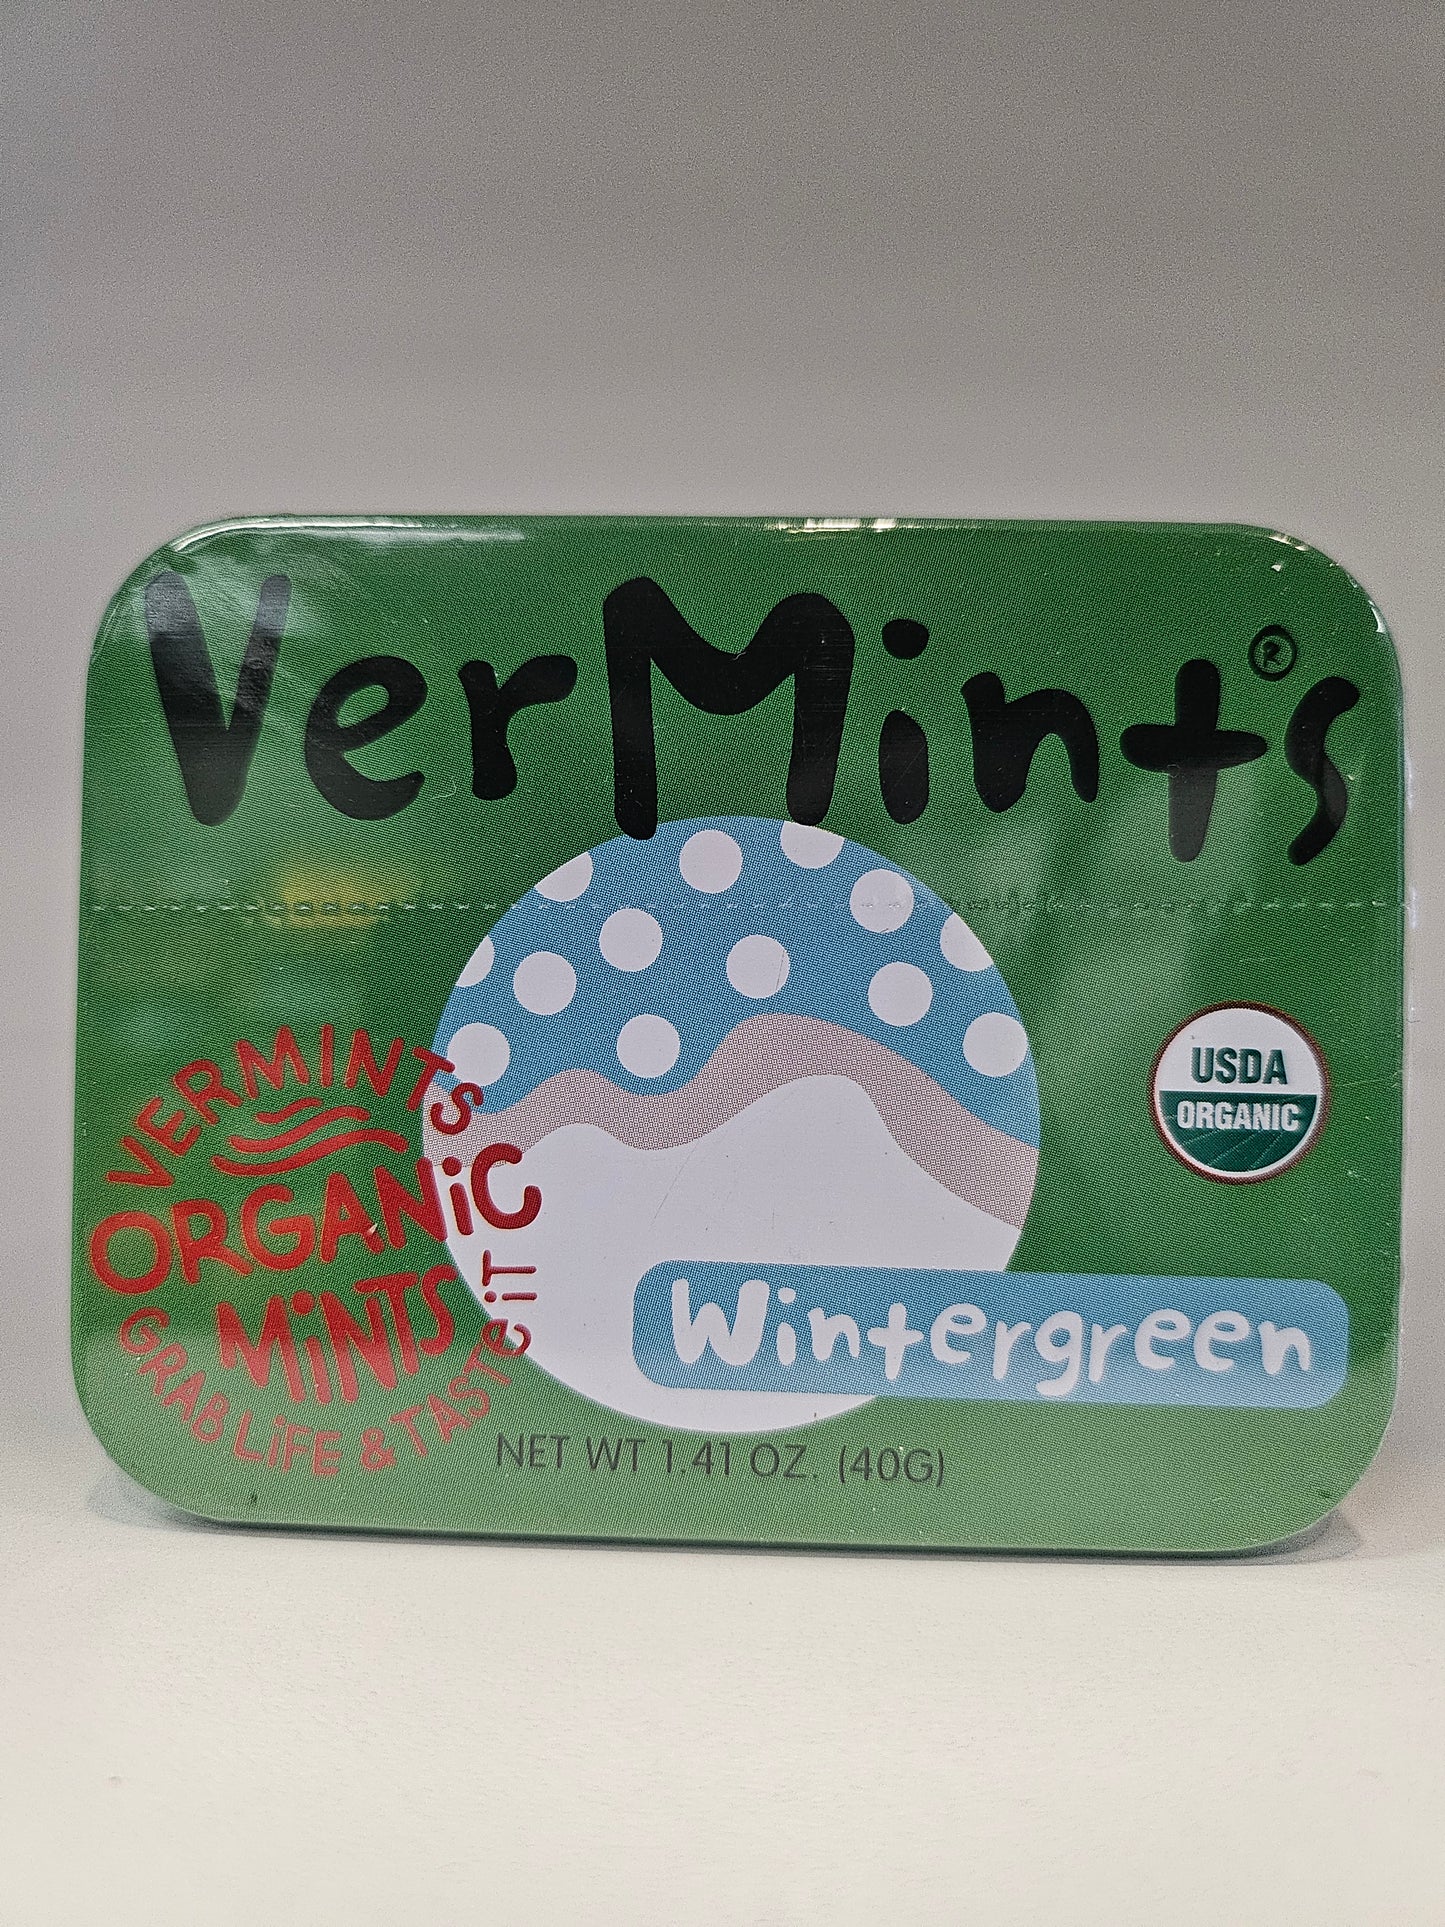 VerMints®
VERMINTS
ORGANiC
MiNTS
GRAB LiFE & TASTe iT
USDA
ORGANIC
Wintergreen
NET WT 1.41 OZ. (40G)